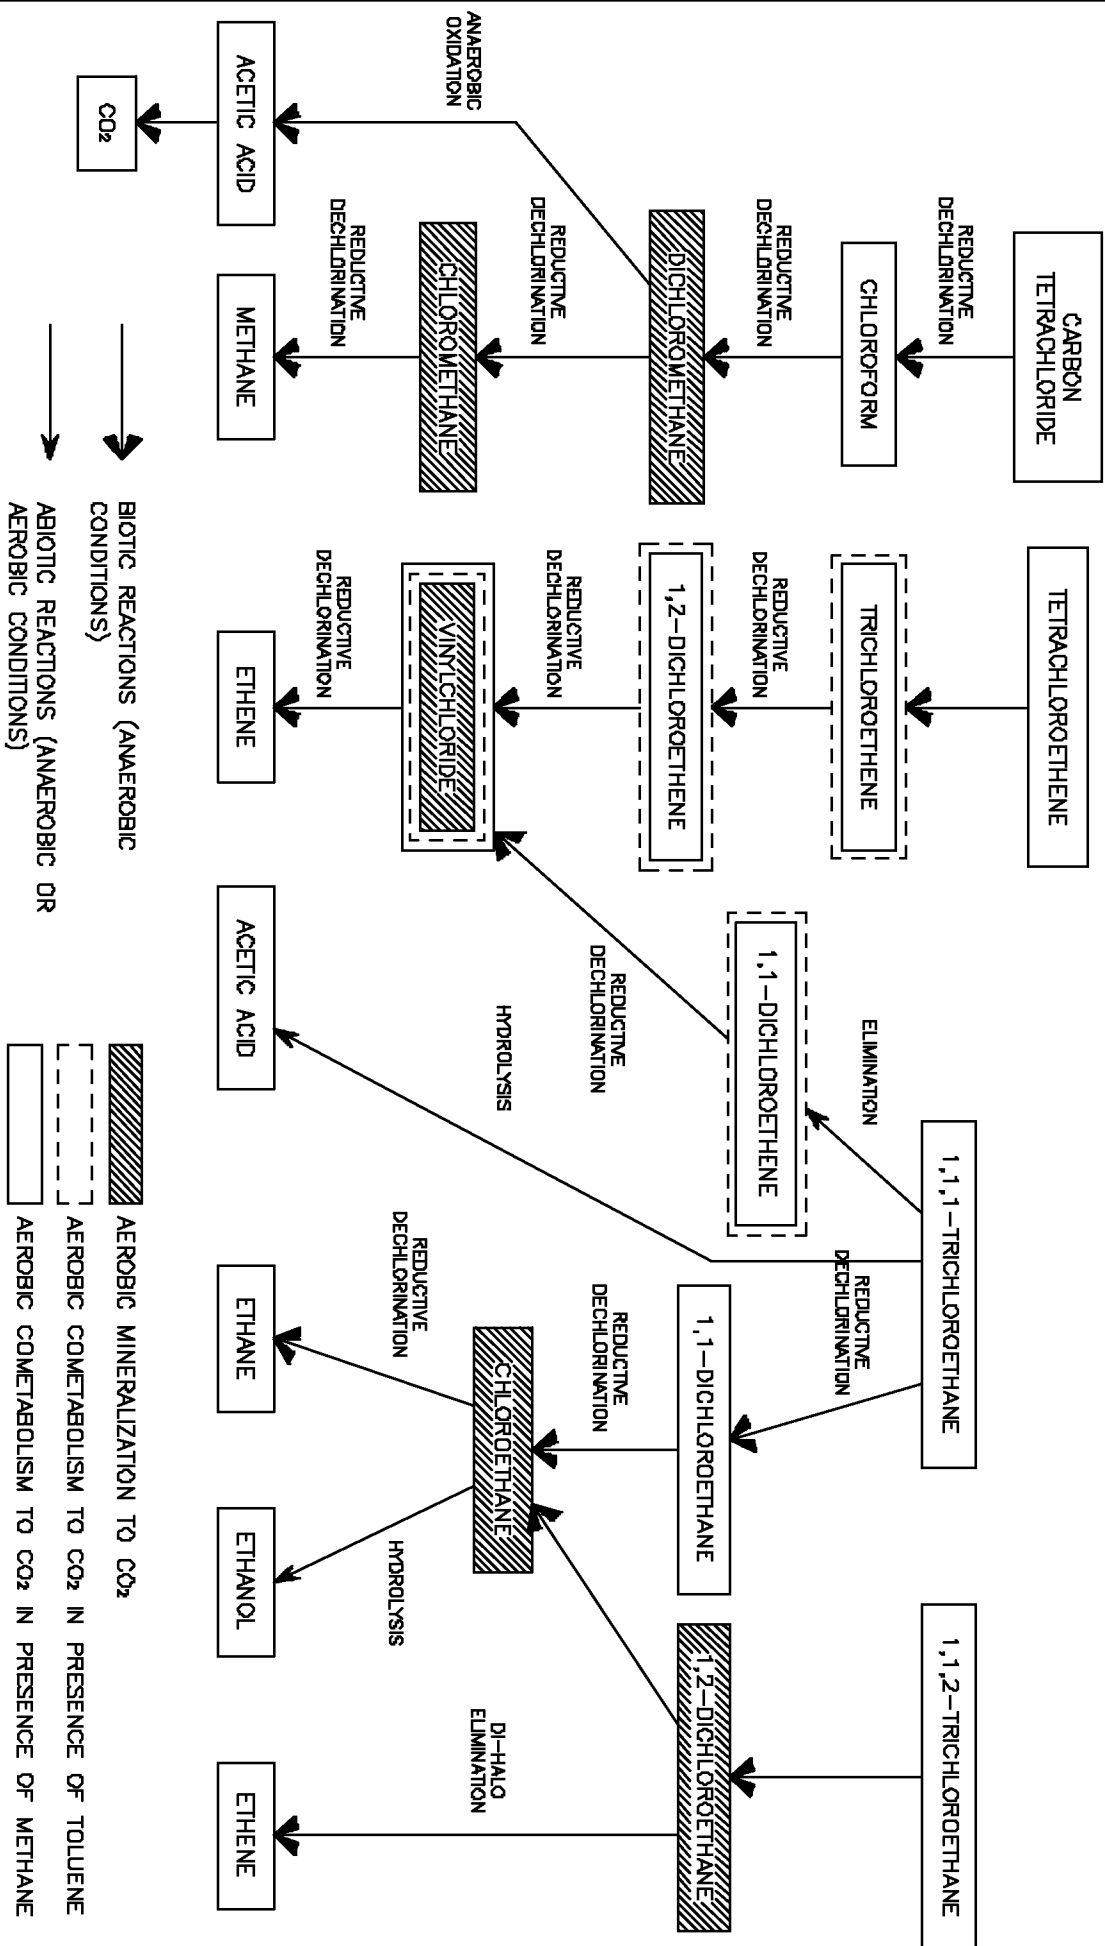 CARBON
TETRACHLORIDE
TETRACHLOROETHENE
1,1,1-TRICHLOROETHANE
1,1,2-TRICHLOROETHANE
REDUCTIVE
DECHLORINATION
ELIMINATION
REDUCTIVE
DECHLORINATION
CHLOROFORM
TRICHLOROETHENE
1,1-DICHLOROETHENE
REDUCTIVE
DECHLORINATION
REDUCTIVE
DECHLORINATION
DICHLOROMETHANE
1,2-DICHLOROETHENE
1,1-DICHLOROETHANE
1,2-DICHLOROETHANE
REDUCTIVE
DECHLORINATION
REDUCTIVE
DECHLORINATION
REDUCTIVE
DECHLORINATION
REDUCTIVE
DECHLORINATION
ANAEROBIC
OXIDATION
HYDROLYSIS
DI-HALO
ELIMINATION
CHLOROMETHANE
VINYLCHLORIDE
CHLOROETHANE
REDUCTIVE
DECHLORINATION
REDUCTIVE
DECHLORINATION
REDUCTIVE
DECHLORINATION
HYDROLYSIS
ACETIC ACID
METHANE
ETHENE
ACETIC ACID
ETHANE
ETHANOL
ETHENE
CO₂
BIOTIC REACTIONS (ANAEROBIC
CONDITIONS)
ABIOTIC REACTIONS (ANAEROBIC OR
AEROBIC CONDITIONS)
AEROBIC MINERALIZATION TO CO₂
AEROBIC COMETABOLISM TO CO₂ IN PRESENCE OF TOLUENE
AEROBIC COMETABOLISM TO CO₂ IN PRESENCE OF METHANE